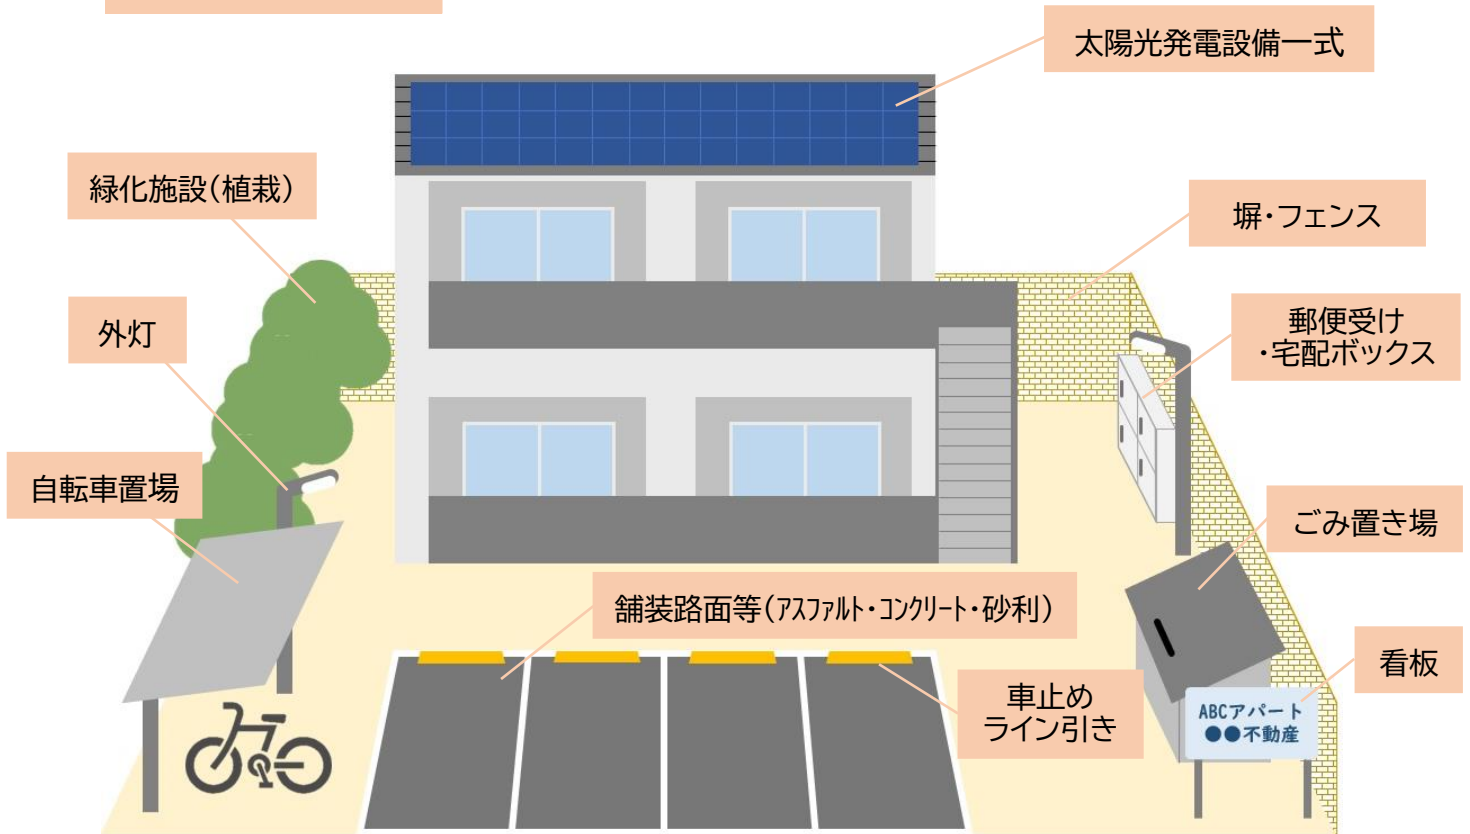 太陽光発電設備一式
緑化施設(植栽)
塀・フェンス
外灯
郵便受け
・宅配ボックス
自転車置場
ごみ置き場
舗装路面等(アスファルト・コンクリート・砂利)
看板
車止め
ライン引き
ABCアパート
●●不動産